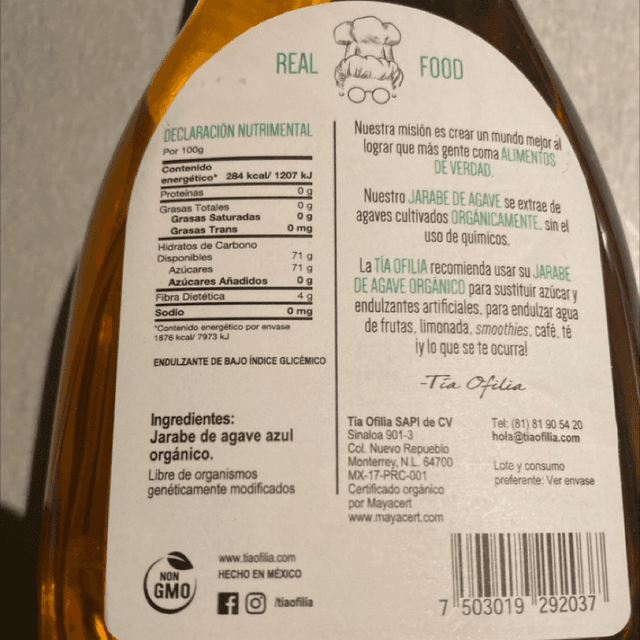 REAL FOOD
DECLARACIÓN NUTRIMENTAL
Por 100g
Contenido
energético* 284 kcal/ 1207 kJ
Proteínas 0 g
Grasas Totales 0 g
Grasas Saturadas 0 g
Grasas Trans 0 mg
Hidratos de Carbono
Disponibles 71 g
Azúcares 71 g
Azúcares Añadidos 0 g
Fibra Dietética 4 g
Sodio 0 mg
*Contenido energético por envase
1876 kcal/ 7973 kJ
ENDULZANTE DE BAJO ÍNDICE GLICÉMICO
Ingredientes:
Jarabe de agave azul
orgánico.
Libre de organismos
genéticamente modificados
Nuestra misión es crear un mundo mejor al
lograr que más gente coma ALIMENTOS
DE VERDAD.
Nuestro JARABE DE AGAVE se extrae de
agaves cultivados ORGÁNICAMENTE, sin el
uso de químicos.
La TÍA OFILIA recomienda usar su JARABE
DE AGAVE ORGÁNICO para sustituir azúcar y
endulzantes artificiales, para endulzar agua
de frutas, limonada, smoothies, café, té
¡y lo que se te ocurra!
-Tía Ofilia
Tía Ofilia SAPI de CV
Sinaloa 901-3
Col. Nuevo Repueblo
Monterrey, N.L. 64700
MX-17-PRC-001
Certificado orgánico
por Mayacert
www.mayacert.com
Tel: (81) 81 90 54 20
hola@tiaofilia.com
Lote y consumo
preferente: Ver envase
NON
GMO
www.tiaofilia.com
HECHO EN MÉXICO
/tiaofilia
7 503019 292037